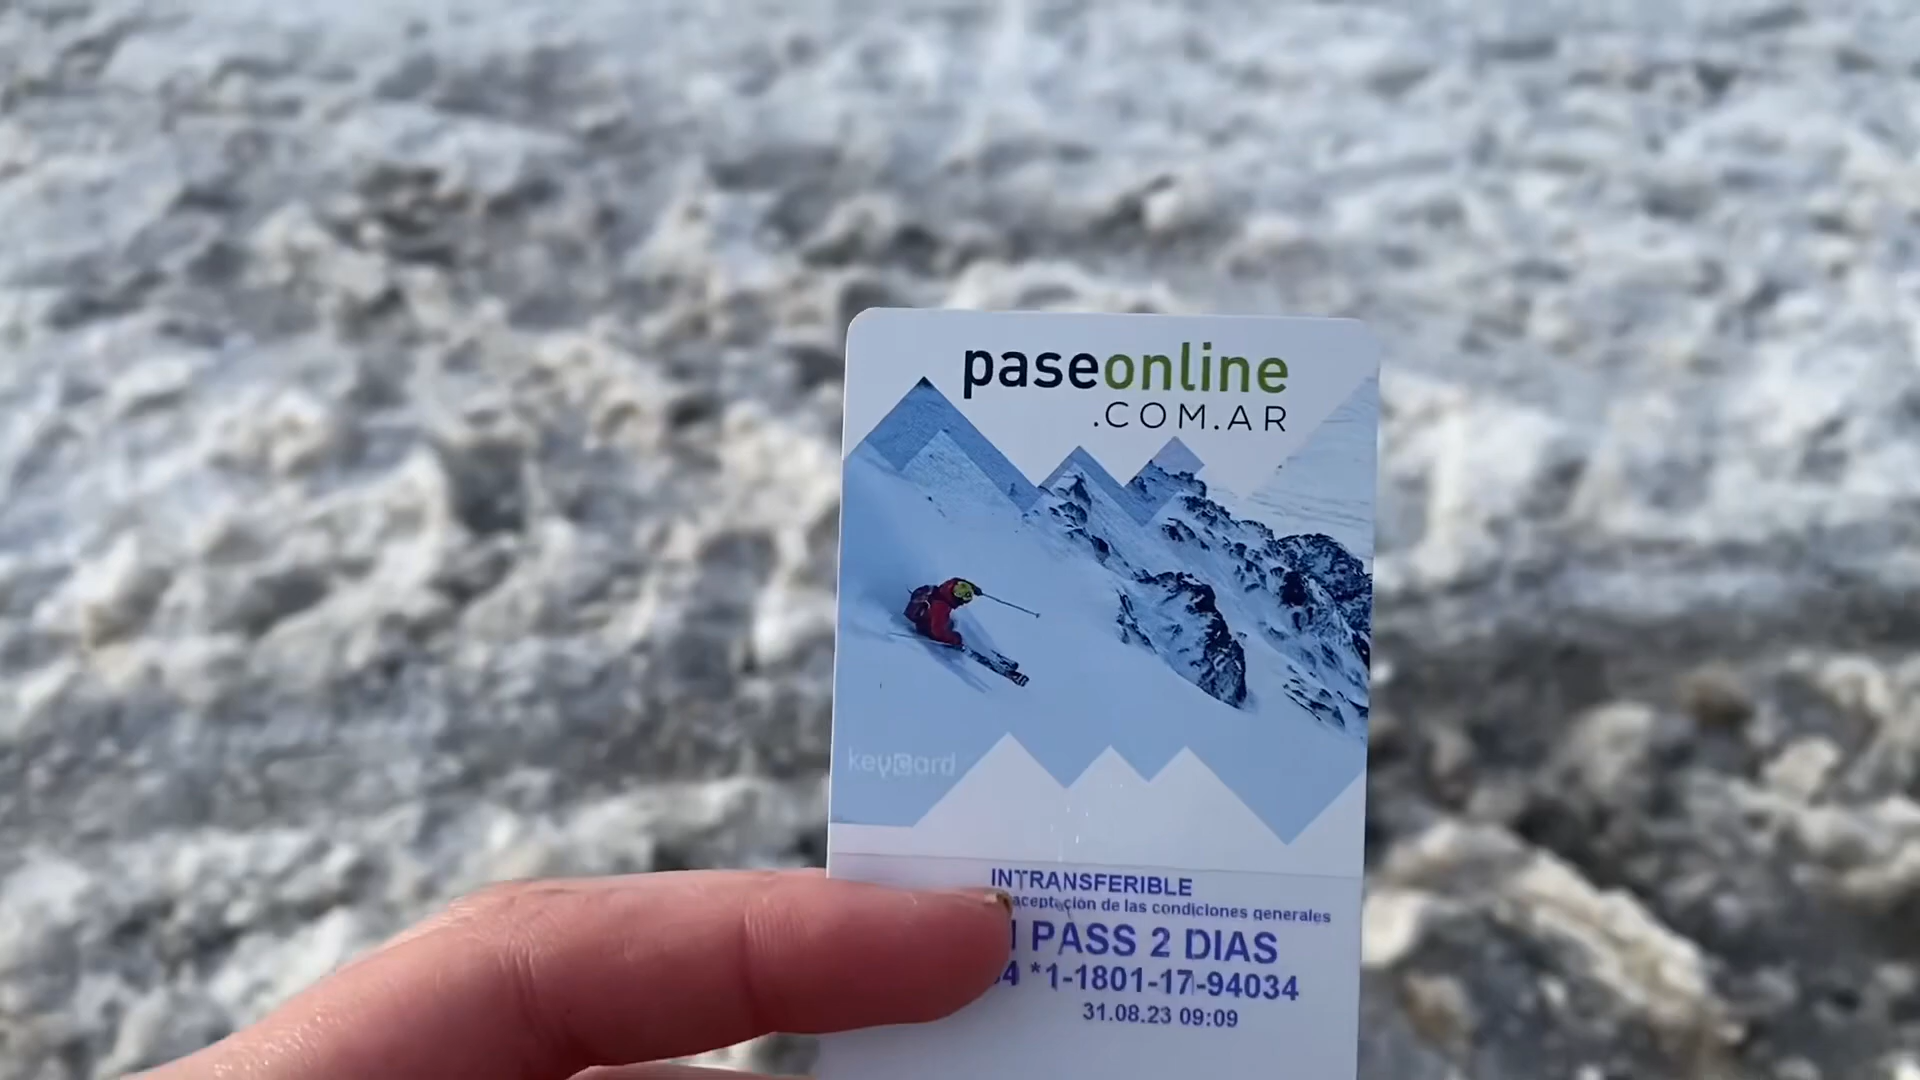 paseonline
.COM.AR
keycard
INTRANSFERIBLE
aceptación de las condiciones generales
PASS 2 DIAS
4 *1-1801-17-94034
31.08.23 09:09